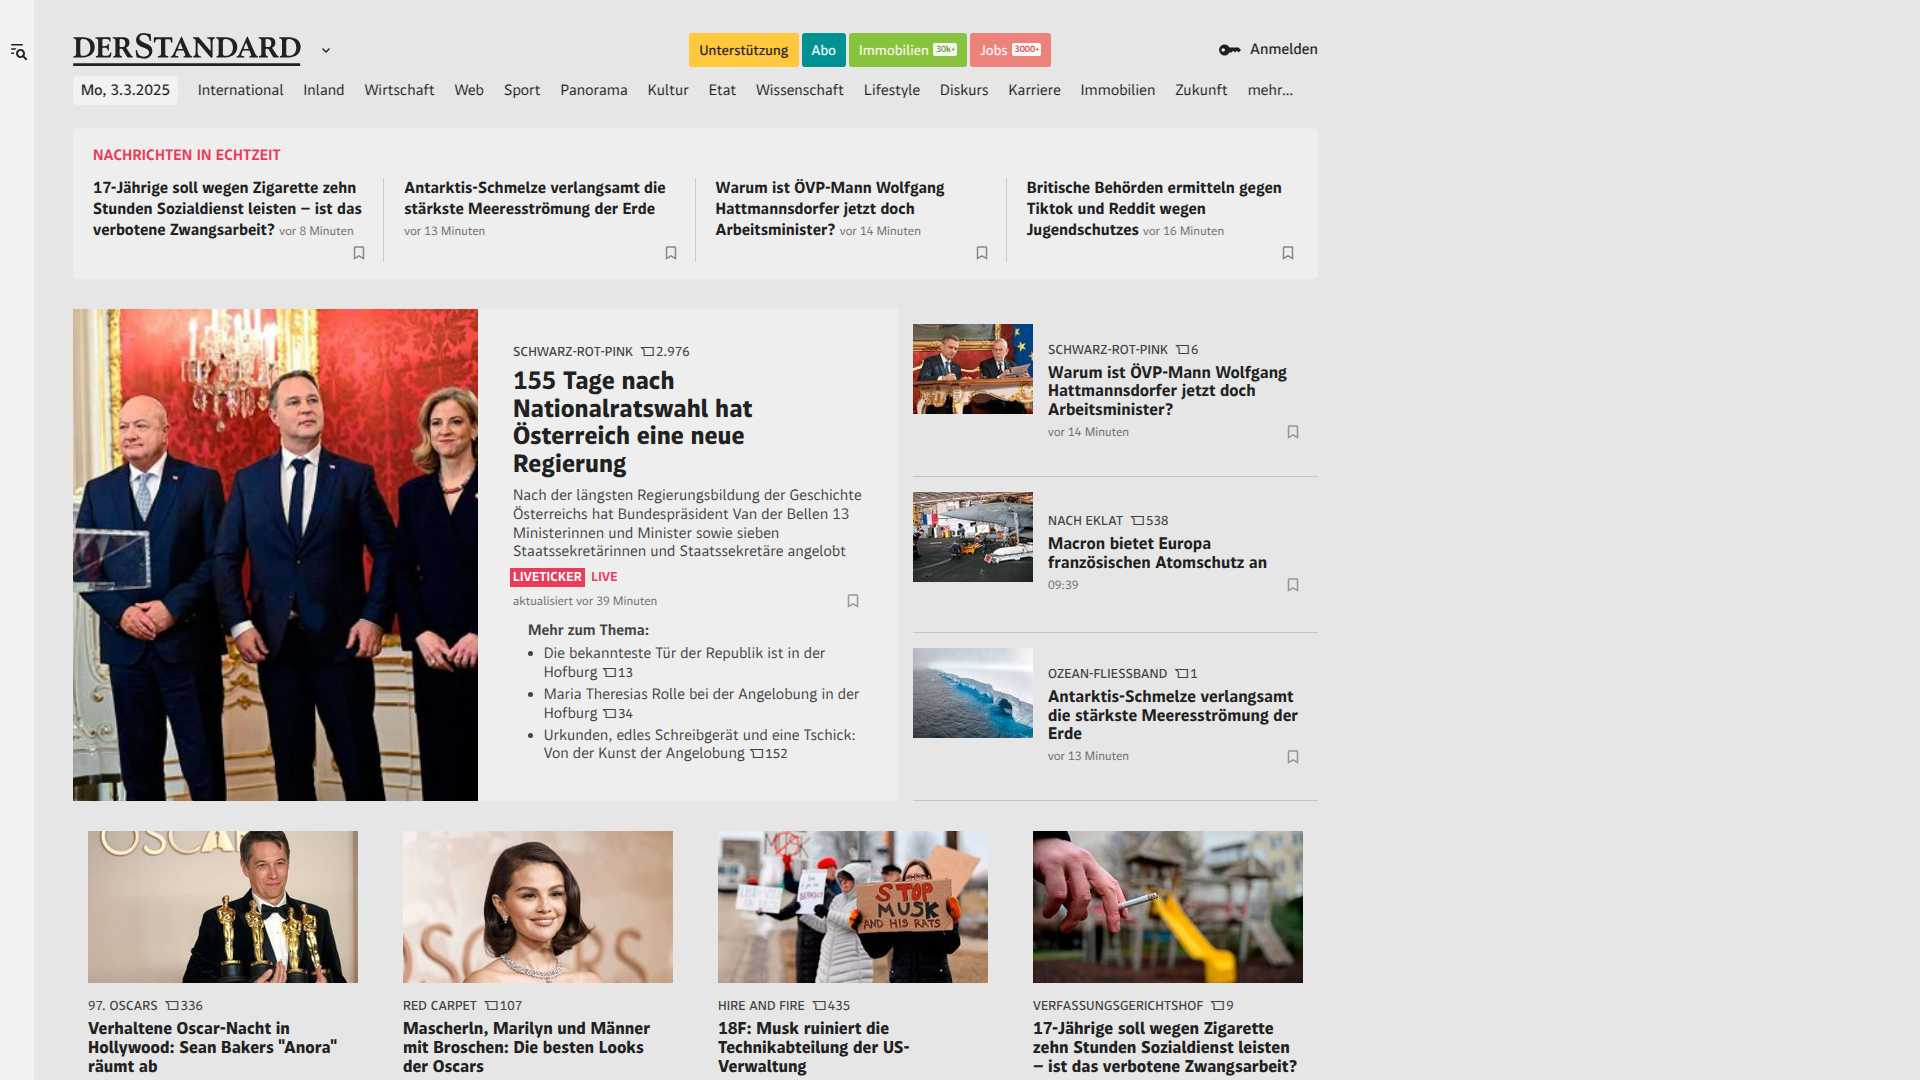 DERSTANDARD
Unterstützung
Abo
Immobilien 30k+
Jobs 3000+
Anmelden
Mo, 3.3.2025
International
Inland
Wirtschaft
Web
Sport
Panorama
Kultur
Etat
Wissenschaft
Lifestyle
Diskurs
Karriere
Immobilien
Zukunft
mehr...
NACHRICHTEN IN ECHTZEIT
17-Jährige soll wegen Zigarette zehn
Stunden Sozialdienst leisten – ist das
verbotene Zwangsarbeit? vor 8 Minuten
Antarktis-Schmelze verlangsamt die
stärkste Meeresströmung der Erde
vor 13 Minuten
Warum ist ÖVP-Mann Wolfgang
Hattmannsdorfer jetzt doch
Arbeitsminister? vor 14 Minuten
Britische Behörden ermitteln gegen
Tiktok und Reddit wegen
Jugendschutzes vor 16 Minuten
SCHWARZ-ROT-PINK 2.976
155 Tage nach
Nationalratswahl hat
Österreich eine neue
Regierung
Nach der längsten Regierungsbildung der Geschichte
Österreichs hat Bundespräsident Van der Bellen 13
Ministerinnen und Minister sowie sieben
Staatssekretärinnen und Staatssekretäre angelobt
LIVETICKER LIVE
aktualisiert vor 39 Minuten
Mehr zum Thema:
• Die bekannteste Tür der Republik ist in der
Hofburg 13
• Maria Theresias Rolle bei der Angelobung in der
Hofburg 34
• Urkunden, edles Schreibgerät und eine Tschick:
Von der Kunst der Angelobung 152
SCHWARZ-ROT-PINK 6
Warum ist ÖVP-Mann Wolfgang
Hattmannsdorfer jetzt doch
Arbeitsminister?
vor 14 Minuten
NACH EKLAT 538
Macron bietet Europa
französischen Atomschutz an
09:39
OZEAN-FLIESSBAND 1
Antarktis-Schmelze verlangsamt
die stärkste Meeresströmung der
Erde
vor 13 Minuten
OSCAR
97. OSCARS 336
Verhaltene Oscar-Nacht in
Hollywood: Sean Bakers "Anora"
räumt ab
OSCARS
RED CARPET 107
Mascherln, Marilyn und Männer
mit Broschen: Die besten Looks
der Oscars
MUSK
STOP
MUSK
AND HIS RATS
HIRE AND FIRE 435
18F: Musk ruiniert die
Technikabteilung der US-
Verwaltung
VERFASSUNGSGERICHTSHOF 9
17-Jährige soll wegen Zigarette
zehn Stunden Sozialdienst leisten
– ist das verbotene Zwangsarbeit?